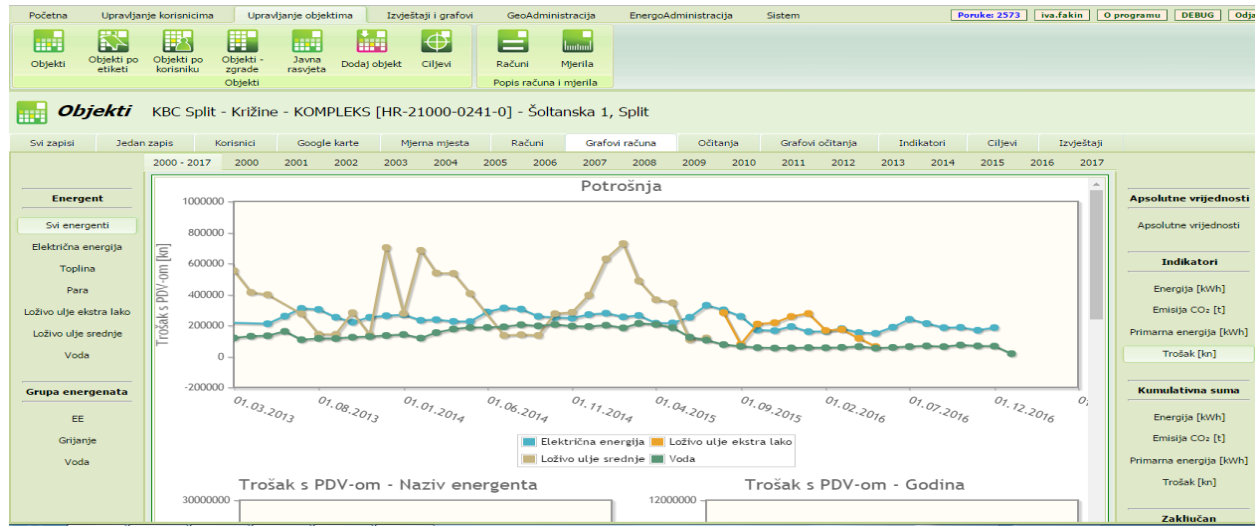 Početna Upravljanje korisnicima Upravljanje objektima Izvještaji i grafovi GeoAdministracija EnergoAdministracija Sistem Poruke: 2573 iva.fakin O programu DEBUG
Objekti Objekti po etiketi Objekti po korisniku Objekti - zgrade Javna rasvjeta Dodaj objekt Ciljevi Računi Mjerila
Objekti Popis računa i mjerila
Objekti KBC Split - Križine - KOMPLEKS [HR-21000-0241-0] - Šoltanska 1, Split
Svi zapisi Jedan zapis Korisnici Google karte Mjerna mjesta Računi Grafovi računa Očitanja Grafovi očitanja Indikatori Ciljevi Izvještaji
2000 - 2017 2000 2001 2002 2003 2004 2005 2006 2007 2008 2009 2010 2011 2012 2013 2014 2015 2016 2017
Energent
Svi energenti
Električna energija
Toplina
Para
Loživo ulje ekstra lako
Loživo ulje srednje
Voda
Grupa energenata
EE
Grijanje
Voda
Potrošnja
Trošak s PDV-om [kn]
1000000
800000
600000
400000
200000
0
-200000
01.03.2013 01.08.2013 01.01.2014 01.06.2014 01.11.2014 01.04.2015 01.09.2015 01.02.2016 01.07.2016 01.12.2016
Električna energija Loživo ulje ekstra lako
Loživo ulje srednje Voda
Trošak s PDV-om - Naziv energenta Trošak s PDV-om - Godina
30000000 12000000
Apsolutne vrijednosti
Apsolutne vrijednosti
Indikatori
Energija [kWh]
Emisija CO₂ [t]
Primarna energija [kWh]
Trošak [kn]
Kumulativna suma
Energija [kWh]
Emisija CO₂ [t]
Primarna energija [kWh]
Trošak [kn]
Zaključan